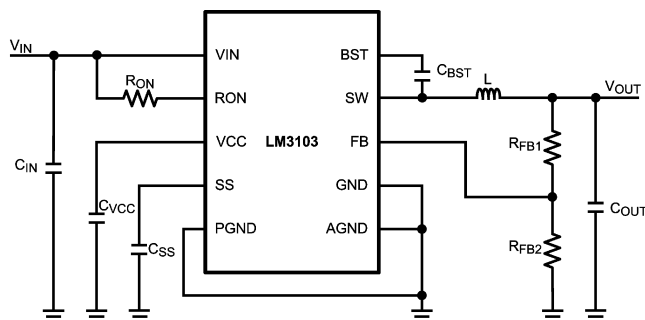 VIN
VIN
BST
RON
CBST
L
RON
SW
VOUT
VCC
LM3103
FB
RFB1
CIN
CVCC
SS
GND
COUT
CSS
PGND
AGND
RFB2